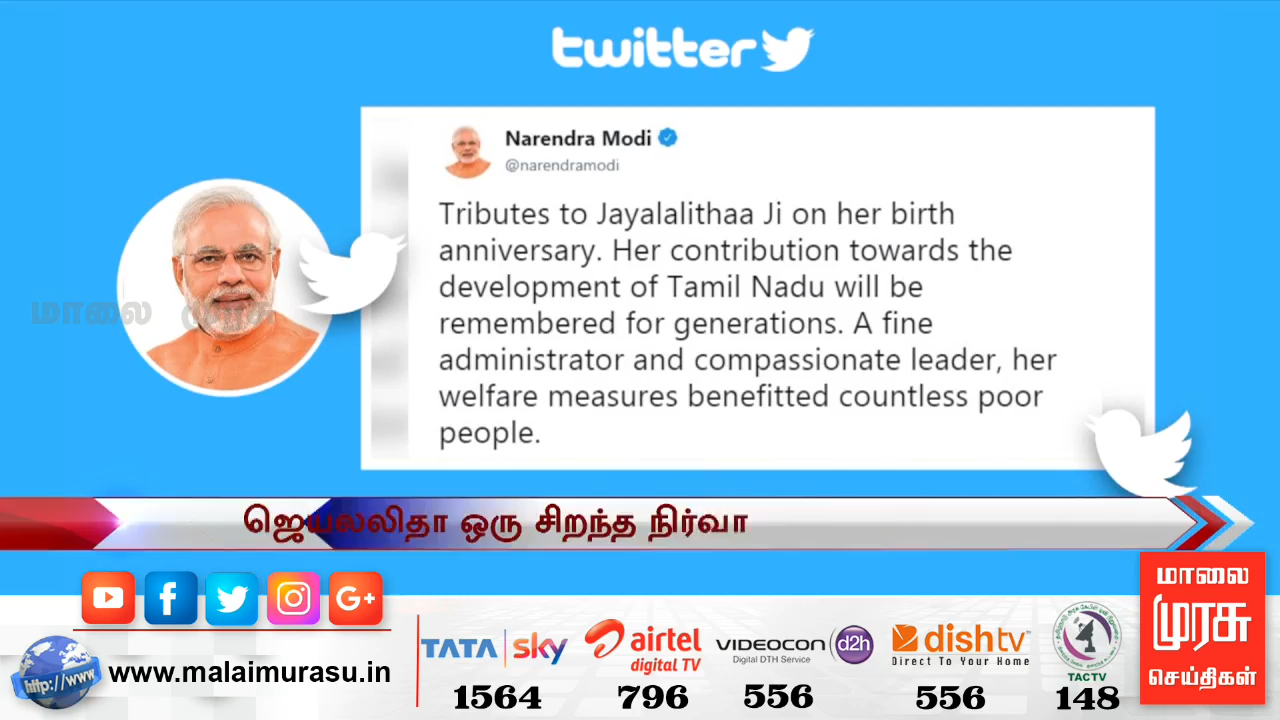 twitter
Narendra Modi
@narendramodi
Tributes to Jayalalithaa Ji on her birth
anniversary. Her contribution towards the
development of Tamil Nadu will be
remembered for generations. A fine
administrator and compassionate leader, her
welfare measures benefitted countless poor
people.
மாலை முரசு
ஜெயலலிதா ஒரு சிறந்த நிர்வா
மாலை
முரசு
செய்திகள்
http://www
www.malaimurasu.in
G+
TATA sky
1564
airtel
digital TV
796
VIDEOCON d2h
Digital DTH Service
556
dishtv
Direct To Your Home
556
TACTV
148